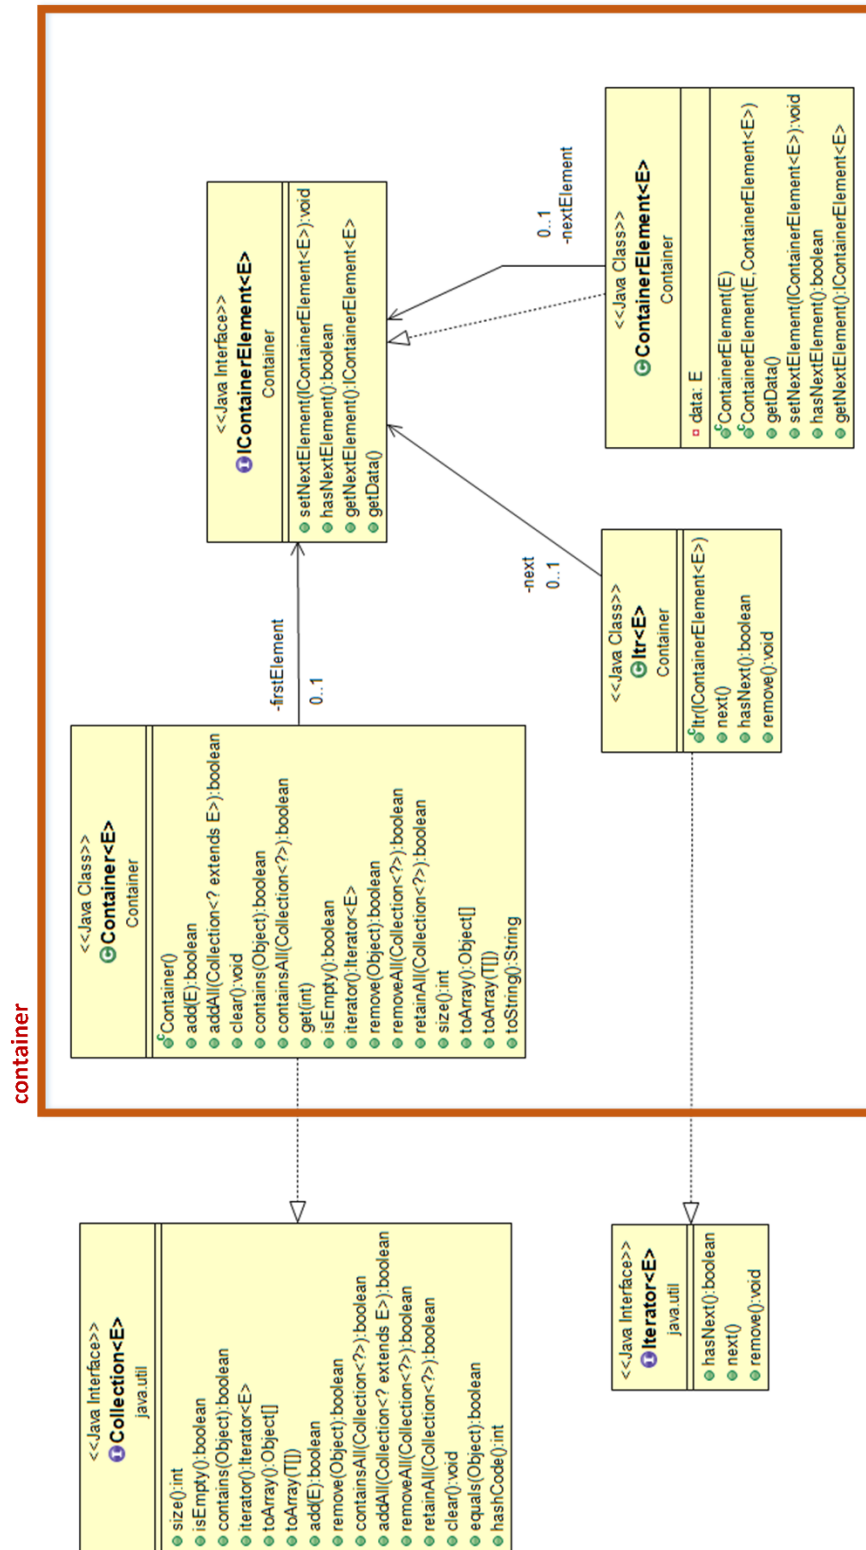 container
<<Java Interface>>
Collection<E>
java.util
size():int
isEmpty():boolean
contains(Object):boolean
iterator():Iterator<E>
toArray():Object[]
toArray(T[])
add(E):boolean
remove(Object):boolean
containsAll(Collection<?>):boolean
addAll(Collection<? extends E>):boolean
removeAll(Collection<?>):boolean
retainAll(Collection<?>):boolean
clear():void
equals(Object):boolean
hashCode():int
<<Java Class>>
Container<E>
Container
Container()
add(E):boolean
addAll(Collection<? extends E>):boolean
clear():void
contains(Object):boolean
containsAll(Collection<?>):boolean
get(int)
isEmpty():boolean
iterator():Iterator<E>
remove(Object):boolean
removeAll(Collection<?>):boolean
retainAll(Collection<?>):boolean
size():int
toArray():Object[]
toArray(T[])
toString():String
-firstElement
0..1
<<Java Interface>>
IContainerElement<E>
Container
setNextElement(IContainerElement<E>):void
hasNextElement():boolean
getNextElement():IContainerElement<E>
getData()
-next
0..1
0..1
-nextElement
<<Java Interface>>
Iterator<E>
java.util
hasNext():boolean
next()
remove():void
<<Java Class>>
Itr<E>
Container
Itr(IContainerElement<E>)
next()
hasNext():boolean
remove():void
<<Java Class>>
ContainerElement<E>
Container
data: E
ContainerElement(E)
ContainerElement(E,ContainerElement<E>)
getData()
setNextElement(IContainerElement<E>):void
hasNextElement():boolean
getNextElement():IContainerElement<E>